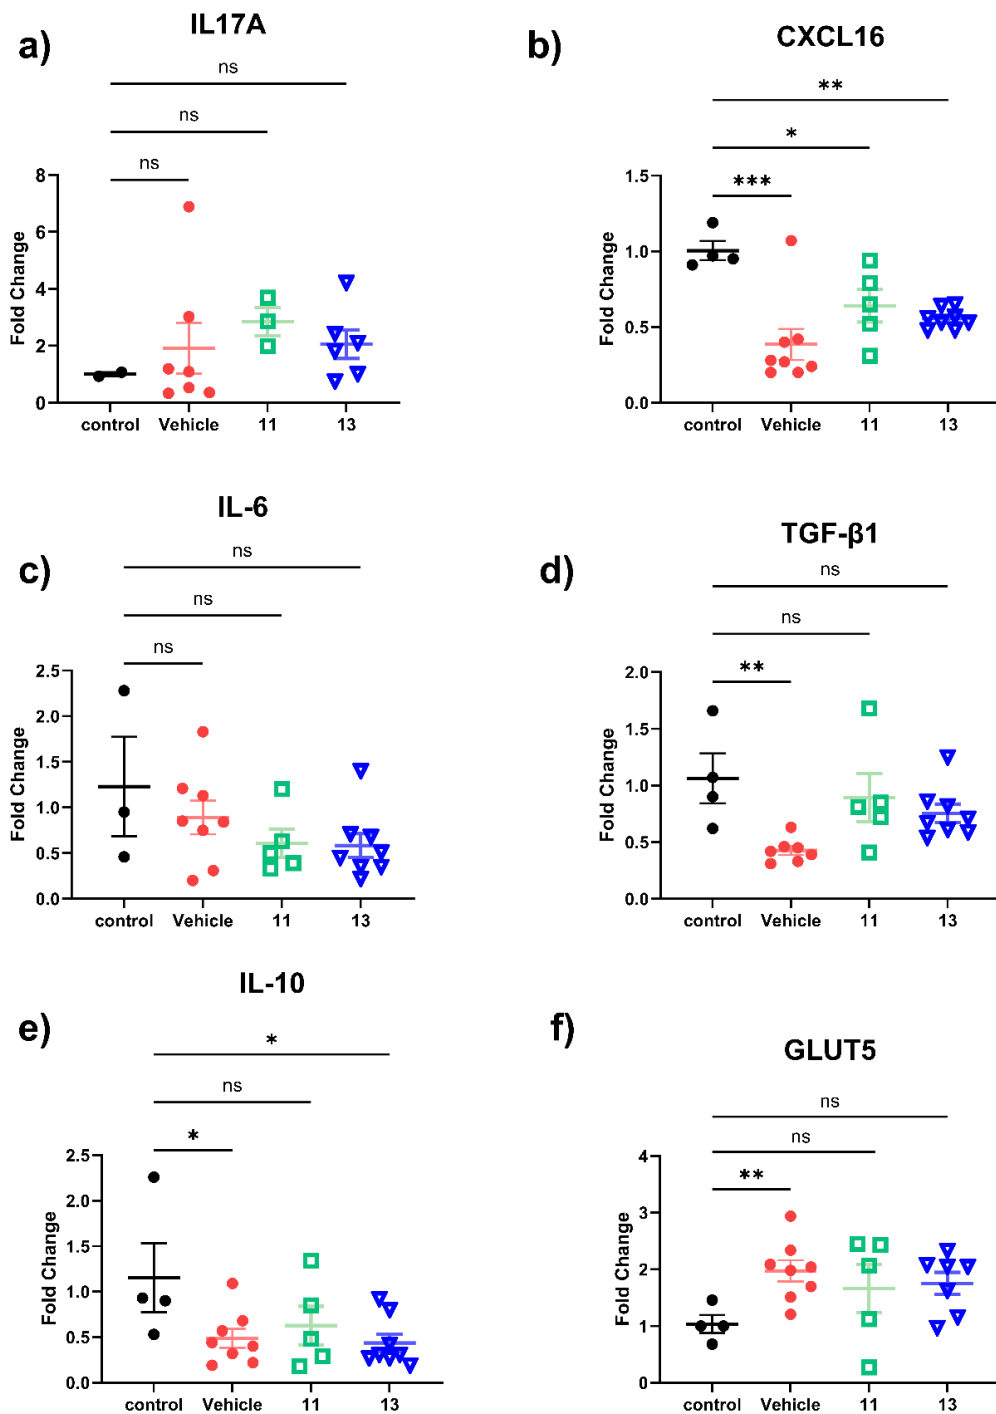 a)
IL17A
ns
ns
ns
Fold Change
8
6
4
2
0
control Vehicle 11 13
b)
CXCL16
**
*
***
Fold Change
1.5
1.0
0.5
0.0
control Vehicle 11 13
c)
IL-6
ns
ns
ns
Fold Change
2.5
2.0
1.5
1.0
0.5
0.0
control Vehicle 11 13
d)
TGF-β1
ns
ns
**
Fold Change
2.0
1.5
1.0
0.5
0.0
control Vehicle 11 13
e)
IL-10
*
ns
*
Fold Change
2.5
2.0
1.5
1.0
0.5
0.0
control Vehicle 11 13
f)
GLUT5
ns
ns
**
Fold Change
4
3
2
1
0
control Vehicle 11 13